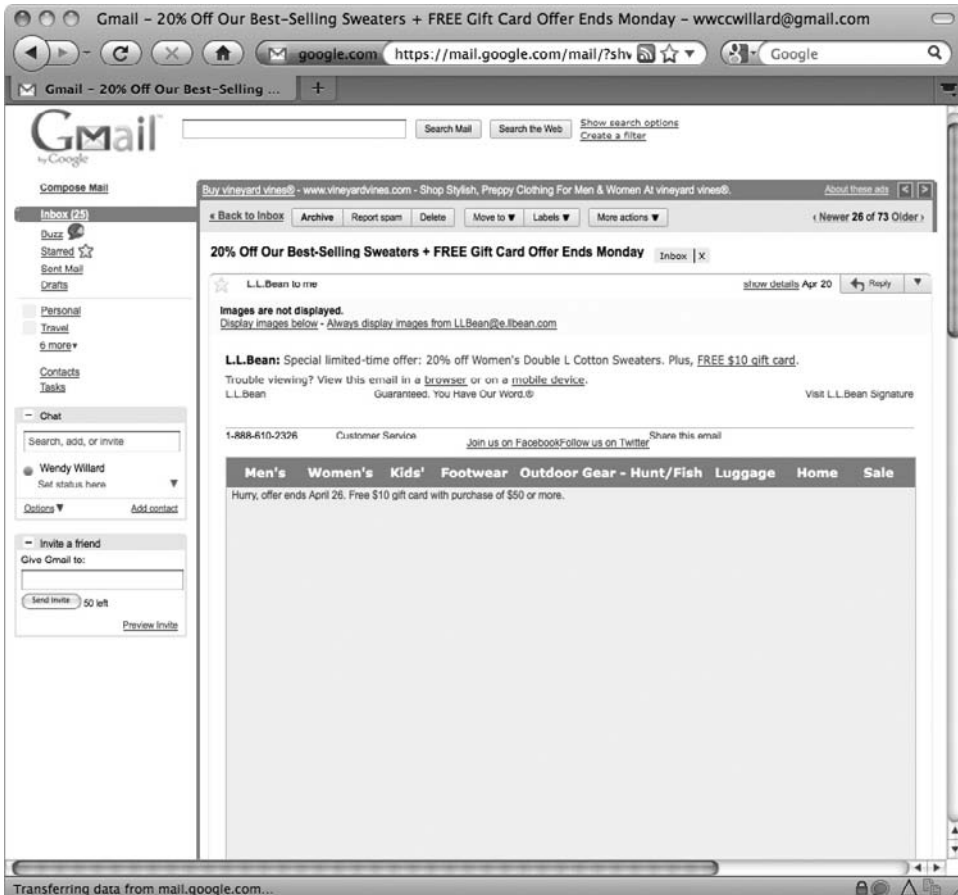 Gmail – 20% Off Our Best-Selling Sweaters + FREE Gift Card Offer Ends Monday – wwccwillard@gmail.com
google.com https://mail.google.com/mail/?shv Google
Gmail – 20% Off Our Best-Selling ... +
Gmail
by Google
Search Mail Search the Web Show search options
Create a filter
Compose Mail
Inbox (25)
Buzz
Starred
Sent Mail
Drafts
Personal
Travel
6 more▾
Contacts
Tasks
– Chat
Search, add, or invite
Wendy Willard
Set status here ▼
Options ▼ Add contact
– Invite a friend
Give Gmail to:
Send Invite 50 left
Preview Invite
Buy vineyard vines® - www.vineyardvines.com - Shop Stylish, Preppy Clothing For Men & Women At vineyard vines®. About these ads < >
« Back to Inbox Archive Report spam Delete Move to ▼ Labels ▼ More actions ▼ ‹ Newer 26 of 73 Older ›
20% Off Our Best-Selling Sweaters + FREE Gift Card Offer Ends Monday Inbox X
L.L.Bean to me show details Apr 20 Reply ▼
Images are not displayed.
Display images below - Always display images from LLBean@e.llbean.com
L.L.Bean: Special limited-time offer: 20% off Women's Double L Cotton Sweaters. Plus, FREE $10 gift card.
Trouble viewing? View this email in a browser or on a mobile device.
L.L.Bean Guaranteed. You Have Our Word.® Visit L.L.Bean Signature
1-888-610-2326 Customer Service Join us on FacebookFollow us on Twitter Share this email
Men's Women's Kids' Footwear Outdoor Gear - Hunt/Fish Luggage Home Sale
Hurry, offer ends April 26. Free $10 gift card with purchase of $50 or more.
Transferring data from mail.google.com...